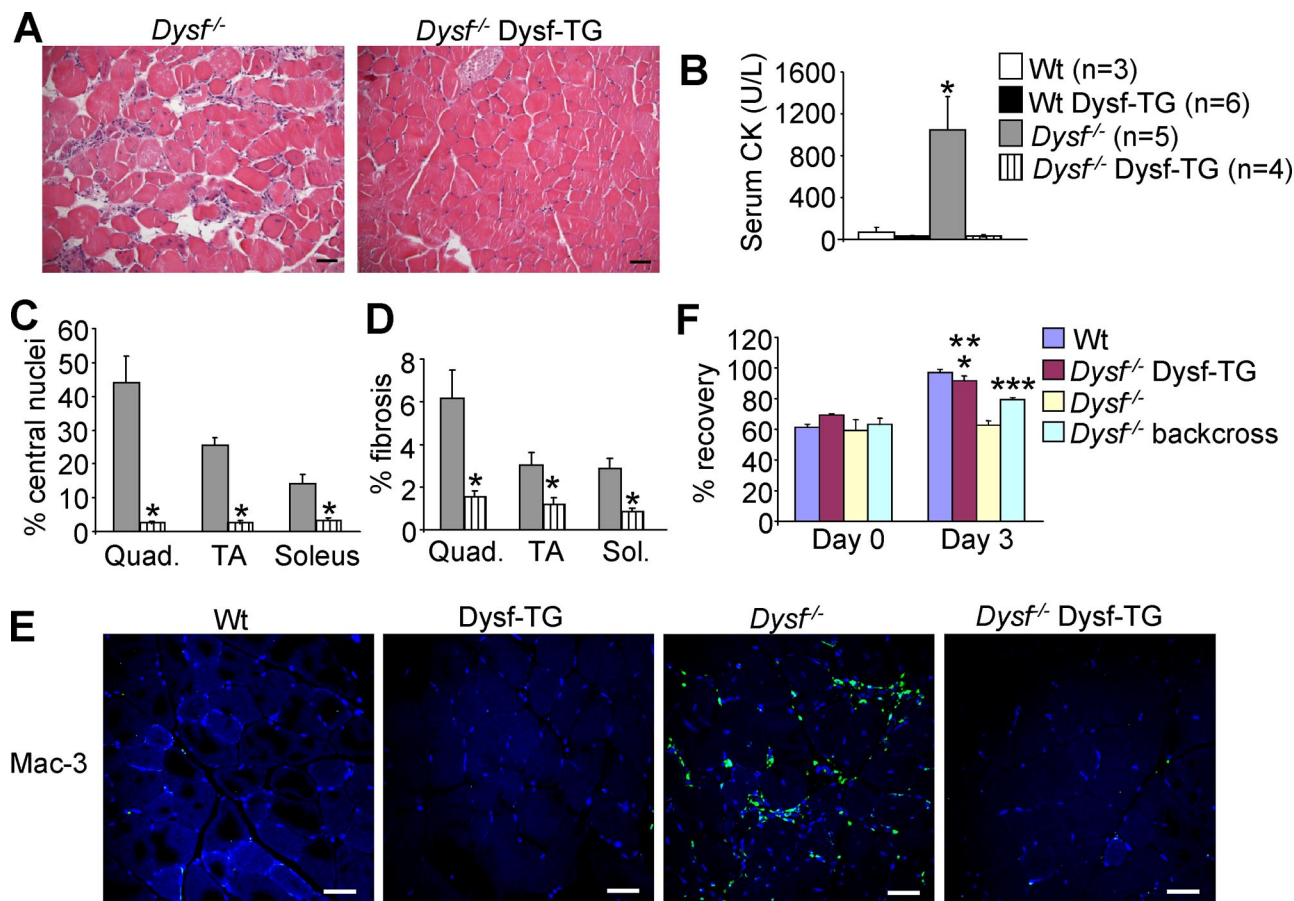 A
Dysf-/-
Dysf-/- Dysf-TG
B
Serum CK (U/L)
1600
1200
800
400
0
*
Wt (n=3)
Wt Dysf-TG (n=6)
Dysf-/- (n=5)
Dysf-/- Dysf-TG (n=4)
C
% central nuclei
60
50
40
30
20
10
0
* * *
Quad. TA Soleus
D
% fibrosis
8
6
4
2
0
* * *
Quad. TA Sol.
F
% recovery
120
100
80
60
40
20
0
**
*
***
Day 0 Day 3
Wt
Dysf-/- Dysf-TG
Dysf-/-
Dysf-/- backcross
E
Wt
Dysf-TG
Dysf-/-
Dysf-/- Dysf-TG
Mac-3